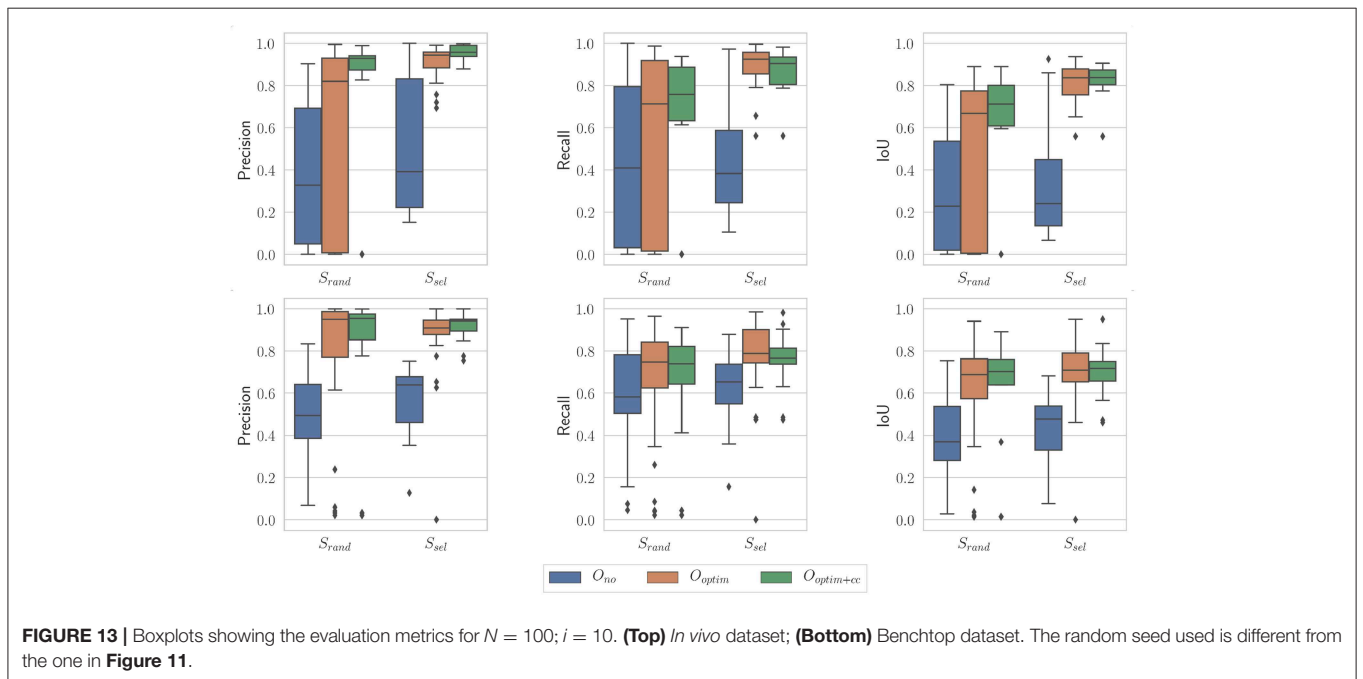 1.0
0.8
0.6
0.4
0.2
0.0
Precision
S_rand
S_sel
1.0
0.8
0.6
0.4
0.2
0.0
Recall
S_rand
S_sel
1.0
0.8
0.6
0.4
0.2
0.0
IoU
S_rand
S_sel
1.0
0.8
0.6
0.4
0.2
0.0
Precision
S_rand
S_sel
1.0
0.8
0.6
0.4
0.2
0.0
Recall
S_rand
S_sel
1.0
0.8
0.6
0.4
0.2
0.0
IoU
S_rand
S_sel
O_no O_optim O_optim+cc
FIGURE 13 | Boxplots showing the evaluation metrics for N = 100; i = 10. (Top) In vivo dataset; (Bottom) Benchtop dataset. The random seed used is different from
the one in Figure 11.